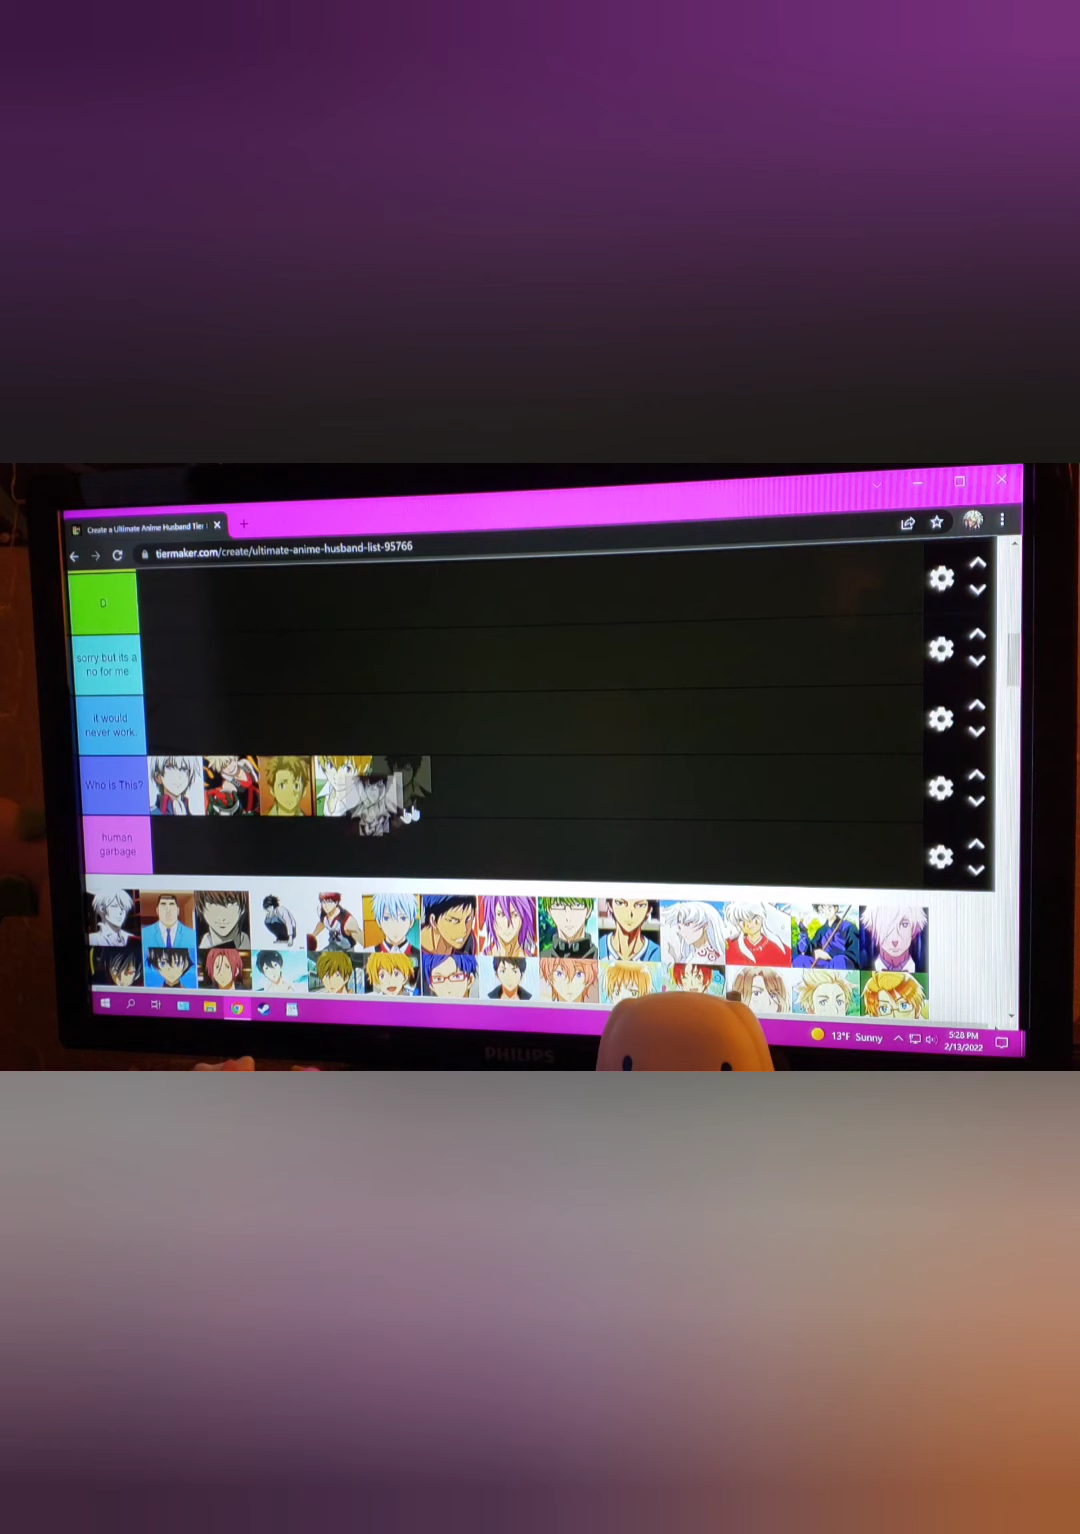 Create a Ultimate Anime Husband Tier
tiermaker.com/create/ultimate-anime-husband-list-95766
D
sorry but its a
no for me
it would
never work.
Who is This?
human
garbage
13°F Sunny
5:28 PM
2/13/2022
PHILIPS